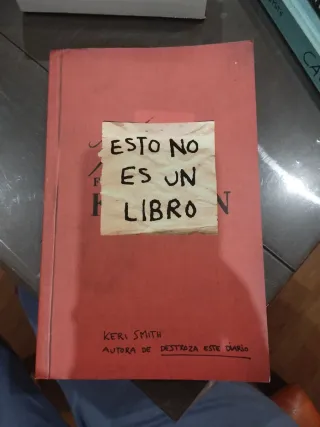 ESTO NO
ES UN
LIBRO
KERI SMITH
AUTORA DE DESTROZA ESTE DIARIO